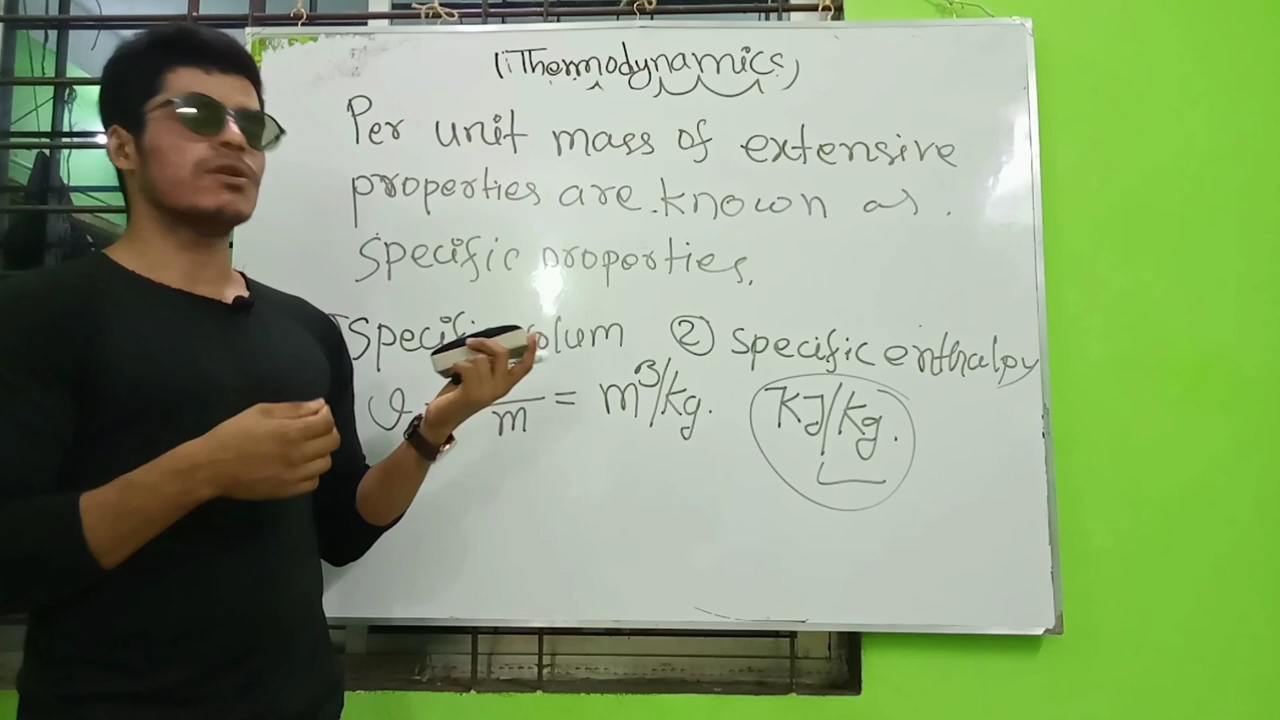 (iThermodynamics)
Per unit mass of extensive
properties are known as.
specific properties.
Specific volum ② specific enthalpy
m = m³/kg. KJ/kg.